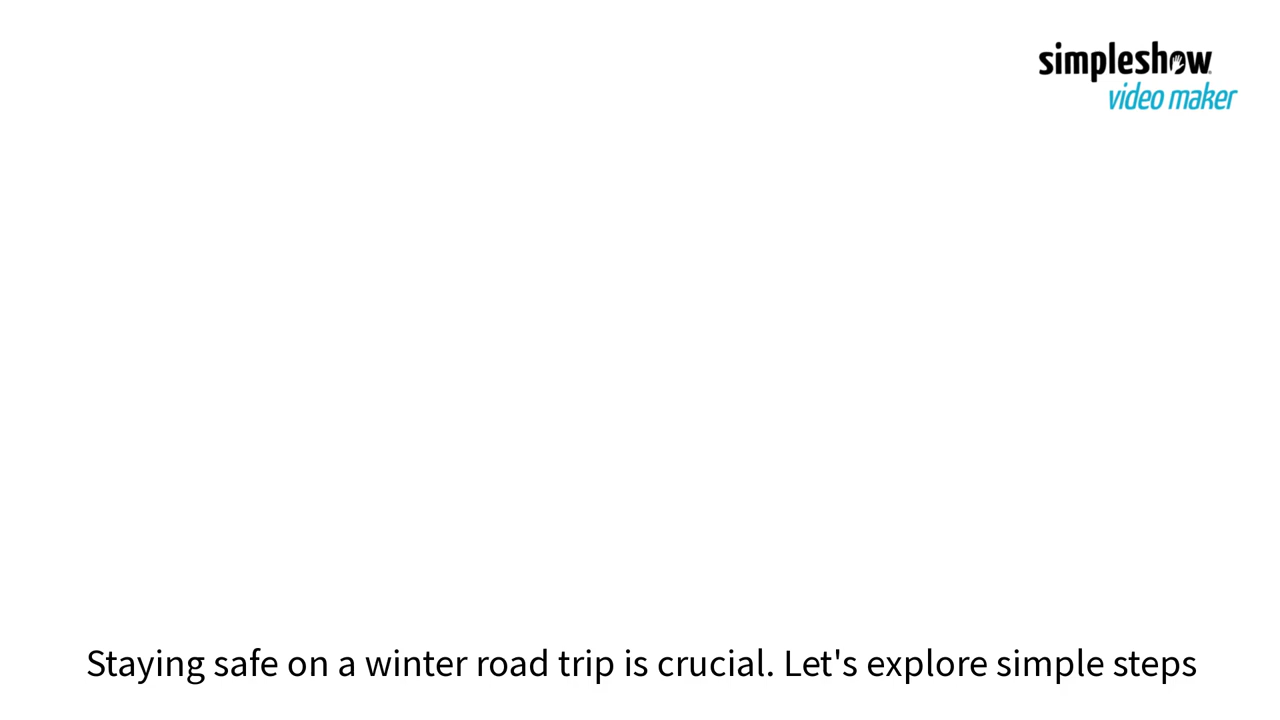 simpleshow
video maker
Staying safe on a winter road trip is crucial. Let's explore simple steps